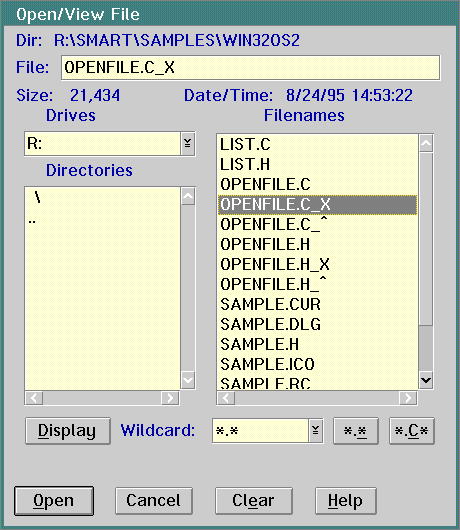 Open/View File
Dir: R:\SMART\SAMPLES\WIN32OS2
File: OPENFILE.C_X
Size: 21,434 Date/Time: 8/24/95 14:53:22
Drives Filenames
R:
Directories
\
..
LIST.C
LIST.H
OPENFILE.C
OPENFILE.C_X
OPENFILE.C_^
OPENFILE.H
OPENFILE.H_X
OPENFILE.H_^
SAMPLE.CUR
SAMPLE.DLG
SAMPLE.H
SAMPLE.ICO
SAMPLE.RC
Display Wildcard: *.* *.* *.C*
Open Cancel Clear Help